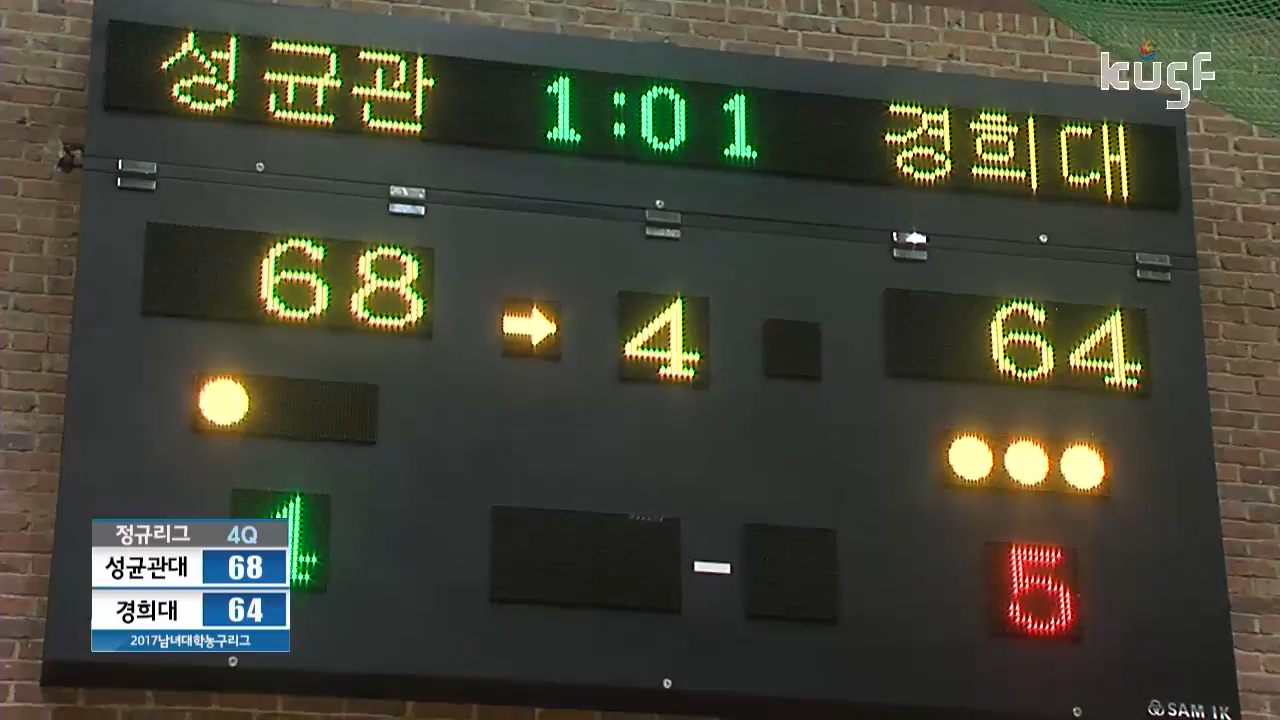 kusf
성균관 1:01 경희대
68 4 64
1 5
정규리그 4Q
성균관대 68
경희대 64
2017남녀대학농구리그
SAM IK